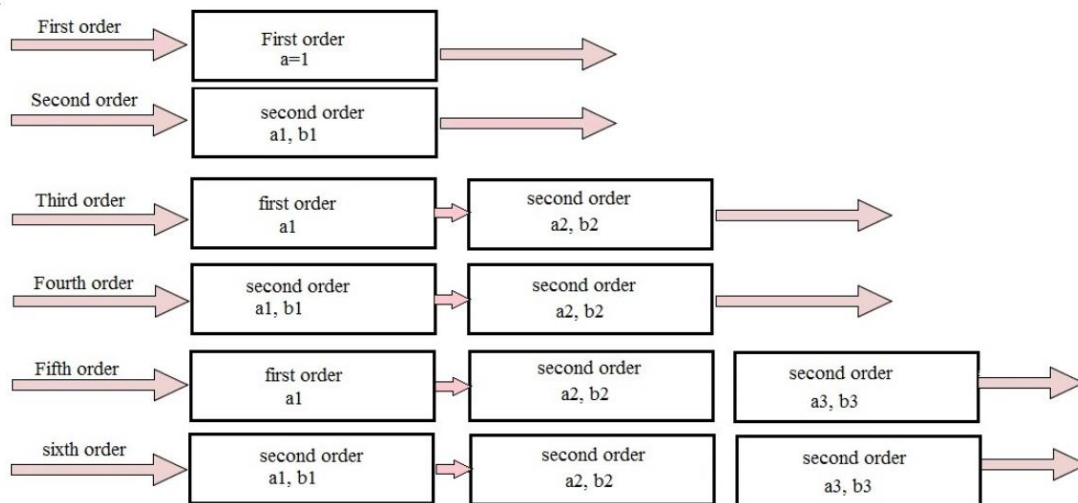 First order
First order
a=1
Second order
second order
a1, b1
Third order
first order
a1
second order
a2, b2
Fourth order
second order
a1, b1
second order
a2, b2
Fifth order
first order
a1
second order
a2, b2
second order
a3, b3
sixth order
second order
a1, b1
second order
a2, b2
second order
a3, b3